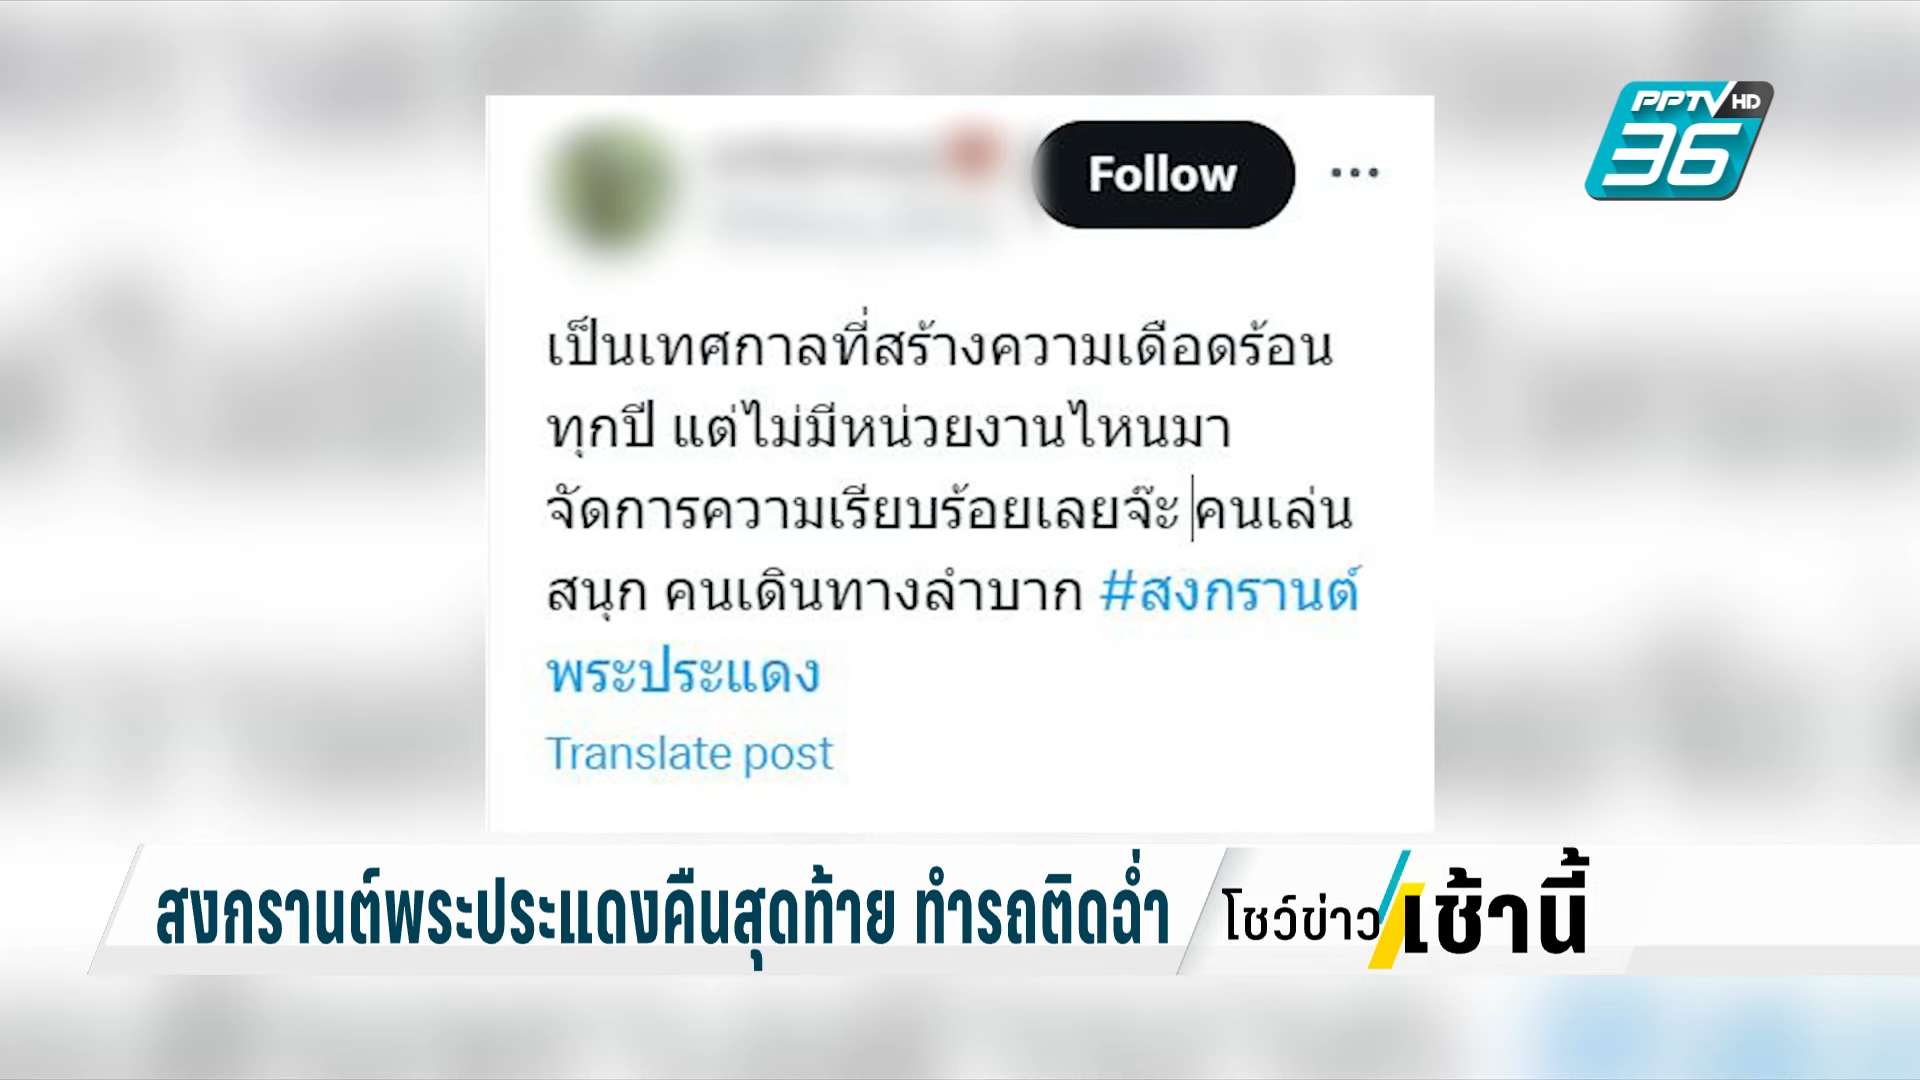 PPTV HD
36
Follow
เป็นเทศกาลที่สร้างความเดือดร้อน
ทุกปี แต่ไม่มีหน่วยงานไหนมา
จัดการความเรียบร้อยเลยจ๊ะ คนเล่น
สนุก คนเดินทางลำบาก #สงกรานต์
พระประแดง
Translate post
สงกรานต์พระประแดงคืนสุดท้าย ทำรถติดฉ่ำ
โชว์ข่าวเช้านี้